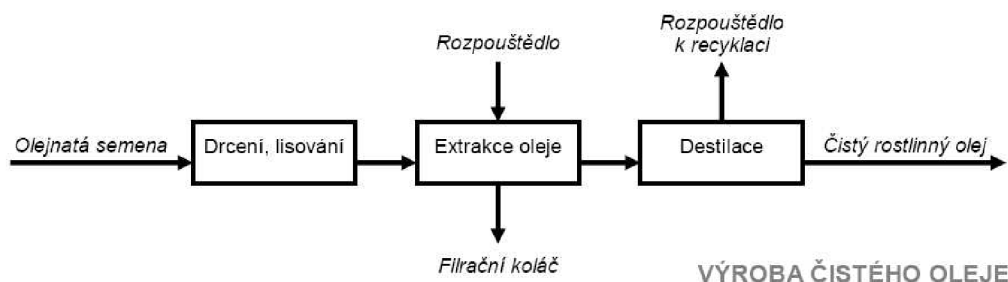 Rozpouštědlo
Rozpouštědlo
k recyklaci
Olejnatá semena
Drcení, lisování
Extrakce oleje
Destilace
Čistý rostlinný olej
Filrační koláč
VÝROBA ČISTÉHO OLEJE